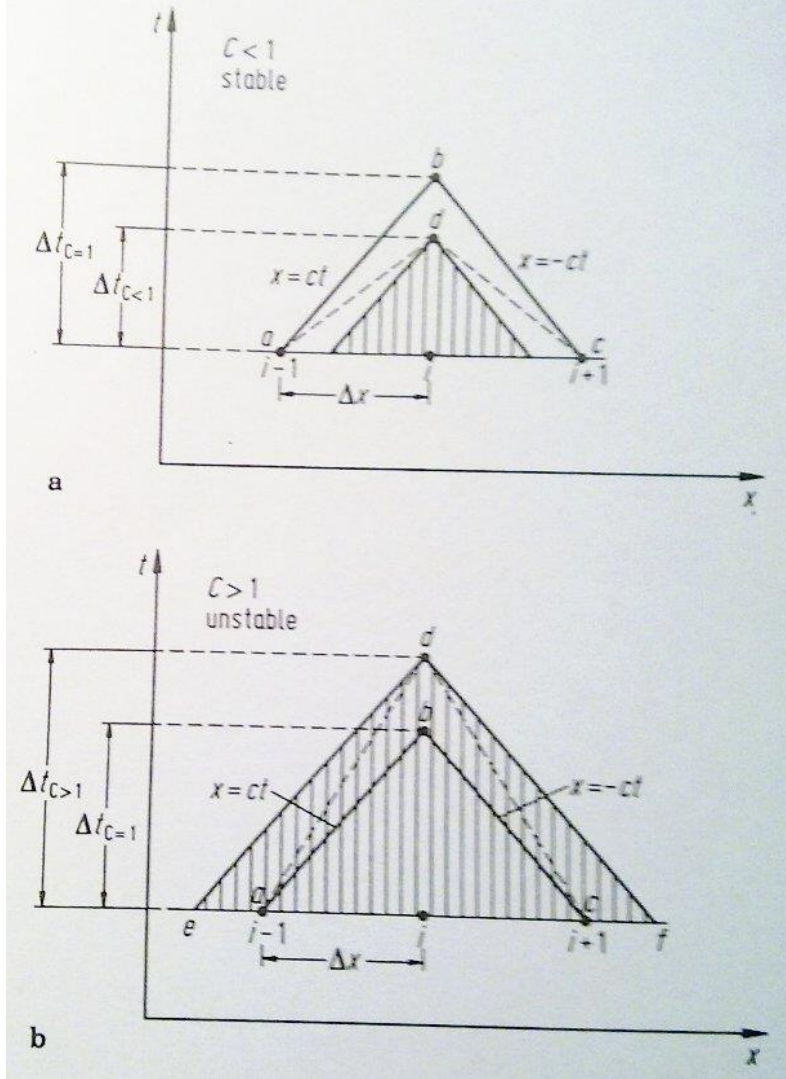 t
C < 1
stable
b
d
Δt_C=1
Δt_C<1
x = ct
x = -ct
a
c
i-1
i
i+1
Δx
x
a
t
C > 1
unstable
d
b
Δt_C>1
Δt_C=1
x = ct
x = -ct
a
c
e
i-1
i
i+1
f
Δx
x
b